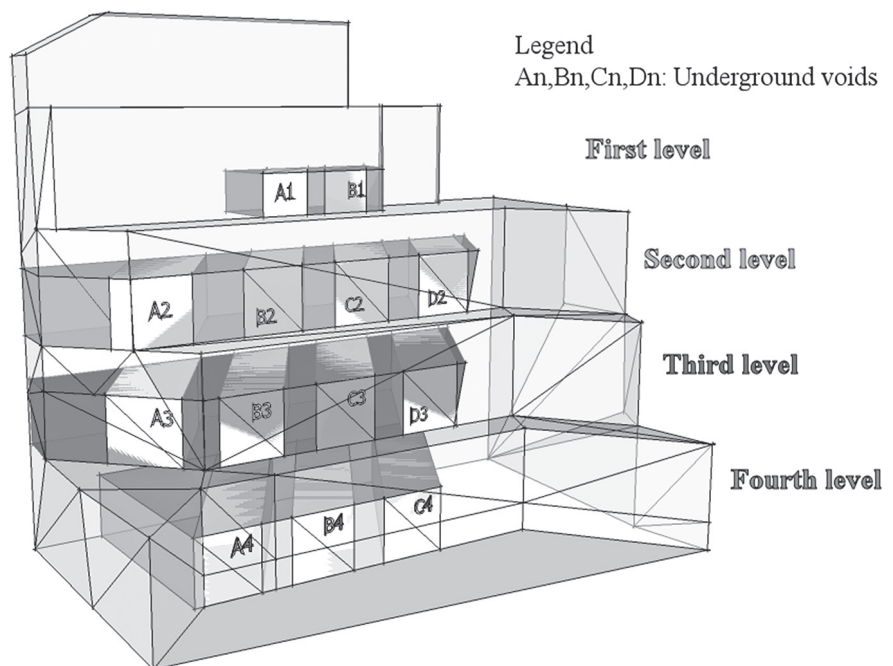 Legend
An,Bn,Cn,Dn: Underground voids
First level
A1 B1
Second level
A2 B2 C2 D2
Third level
A3 B3 C3 D3
Fourth level
A4 B4 C4